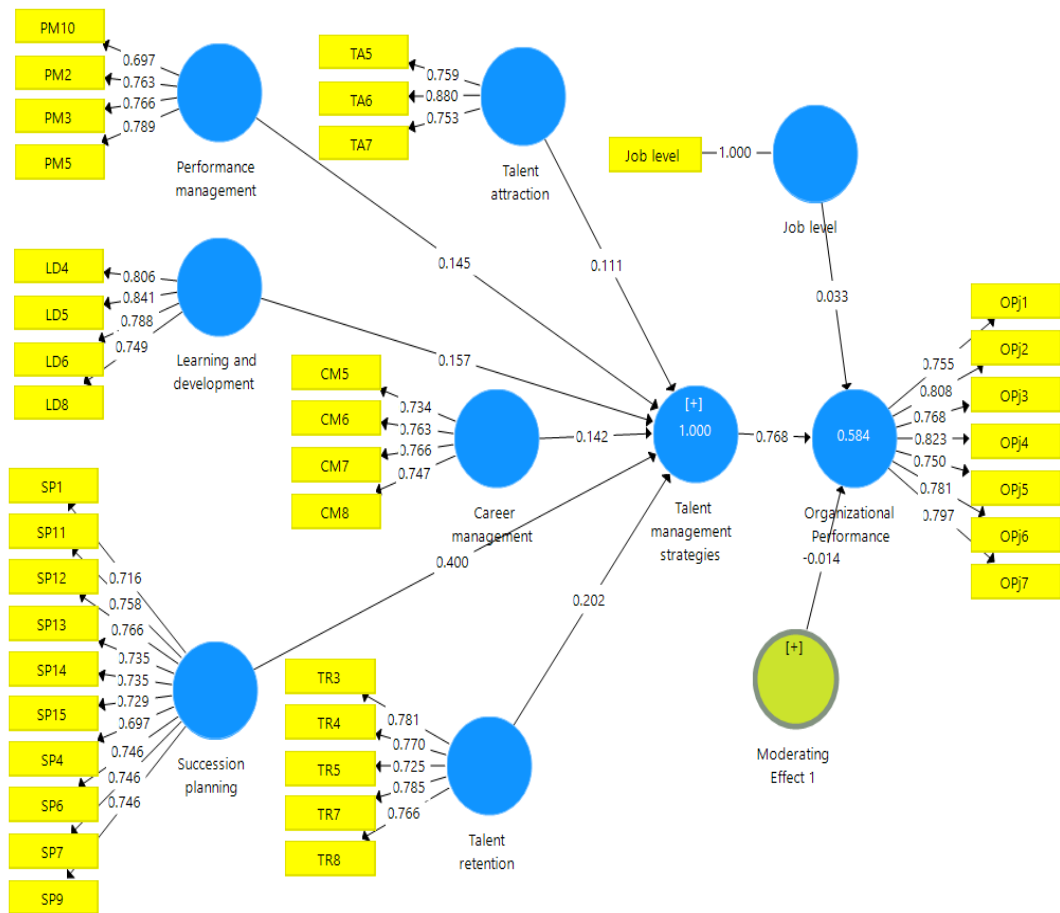 PM10
PM2
PM3
PM5
0.697
0.763
0.766
0.789
Performance
management
TA5
TA6
TA7
0.759
0.880
0.753
Talent
attraction
Job level
1.000
Job level
0.145
0.111
0.033
LD4
LD5
LD6
LD8
0.806
0.841
0.788
0.749
Learning and
development
0.157
CM5
CM6
CM7
CM8
0.734
0.763
0.766
0.747
Career
management
0.142
[+]
1.000
Talent
management
strategies
0.768
0.584
Organizational
Performance
OPj1
OPj2
OPj3
OPj4
OPj5
OPj6
OPj7
0.755
0.808
0.768
0.823
0.750
0.781
0.797
-0.014
SP1
SP11
SP12
SP13
SP14
SP15
SP4
SP6
SP7
SP9
0.716
0.758
0.766
0.735
0.735
0.729
0.697
0.746
0.746
0.746
Succession
planning
0.400
TR3
TR4
TR5
TR7
TR8
0.781
0.770
0.725
0.785
0.766
Talent
retention
0.202
[+]
Moderating
Effect 1